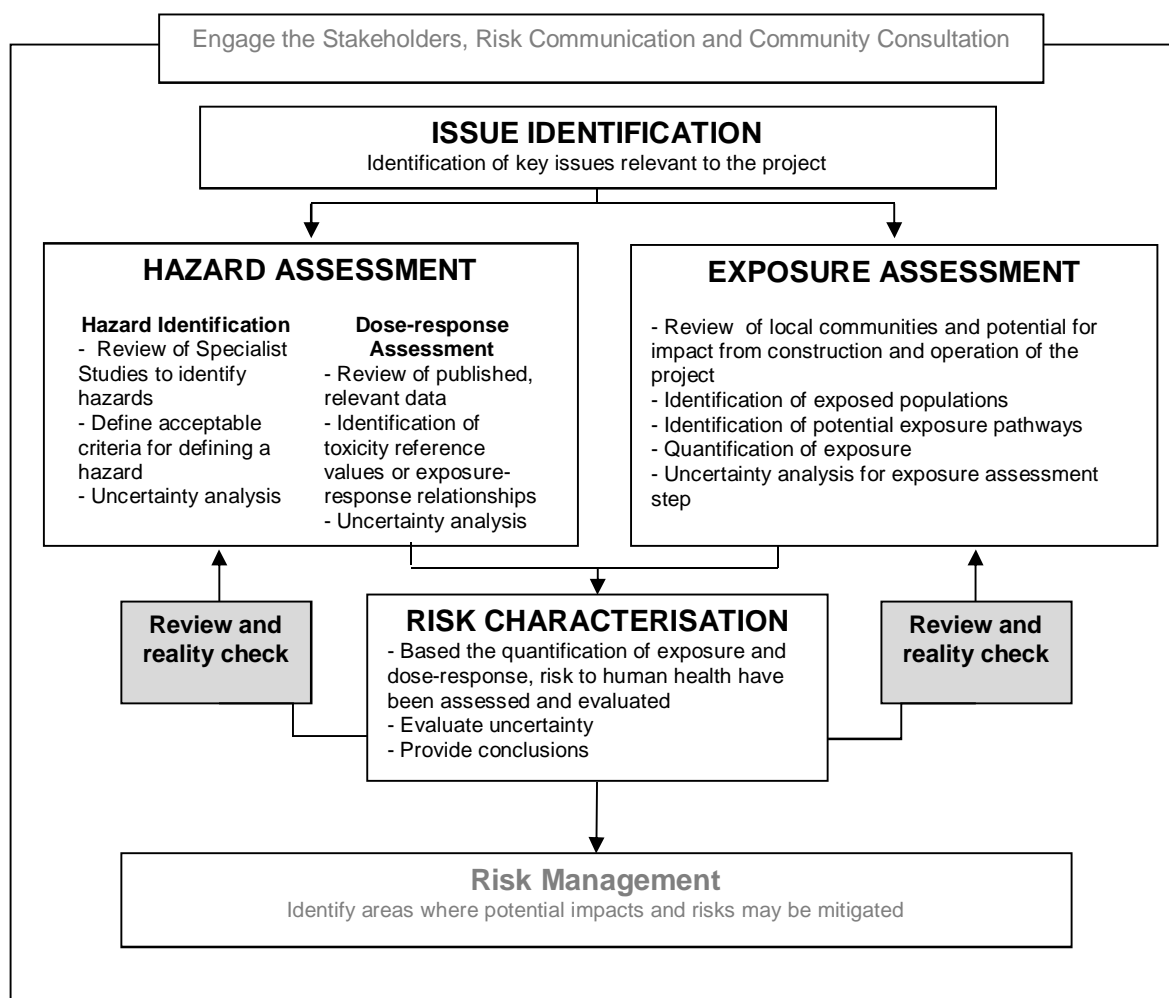 Engage the Stakeholders, Risk Communication and Community Consultation
ISSUE IDENTIFICATION
Identification of key issues relevant to the project
HAZARD ASSESSMENT
Hazard Identification
- Review of Specialist
Studies to identify
hazards
- Define acceptable
criteria for defining a
hazard
- Uncertainty analysis
Dose-response
Assessment
- Review of published,
relevant data
- Identification of
toxicity reference
values or exposure-
response relationships
- Uncertainty analysis
EXPOSURE ASSESSMENT
- Review of local communities and potential for
impact from construction and operation of the
project
- Identification of exposed populations
- Identification of potential exposure pathways
- Quantification of exposure
- Uncertainty analysis for exposure assessment
step
Review and
reality check
RISK CHARACTERISATION
- Based the quantification of exposure and
dose-response, risk to human health have
been assessed and evaluated
- Evaluate uncertainty
- Provide conclusions
Review and
reality check
Risk Management
Identify areas where potential impacts and risks may be mitigated